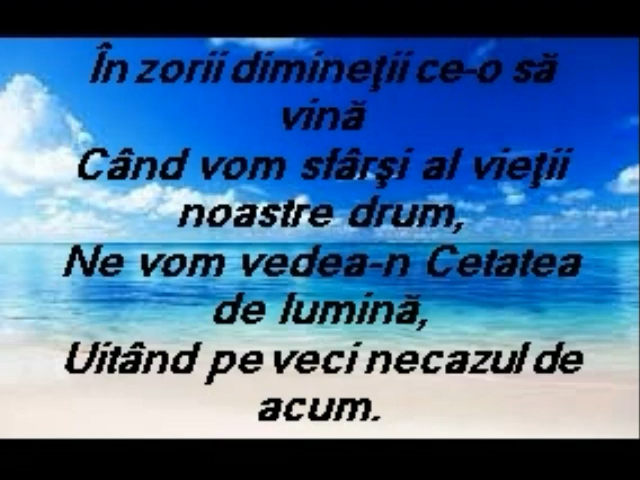 În zorii dimineţii ce-o să
vină
Când vom sfârşi al vieţii
noastre drum,
Ne vom vedea-n Cetatea
de lumină,
Uitând pe veci necazul de
acum.